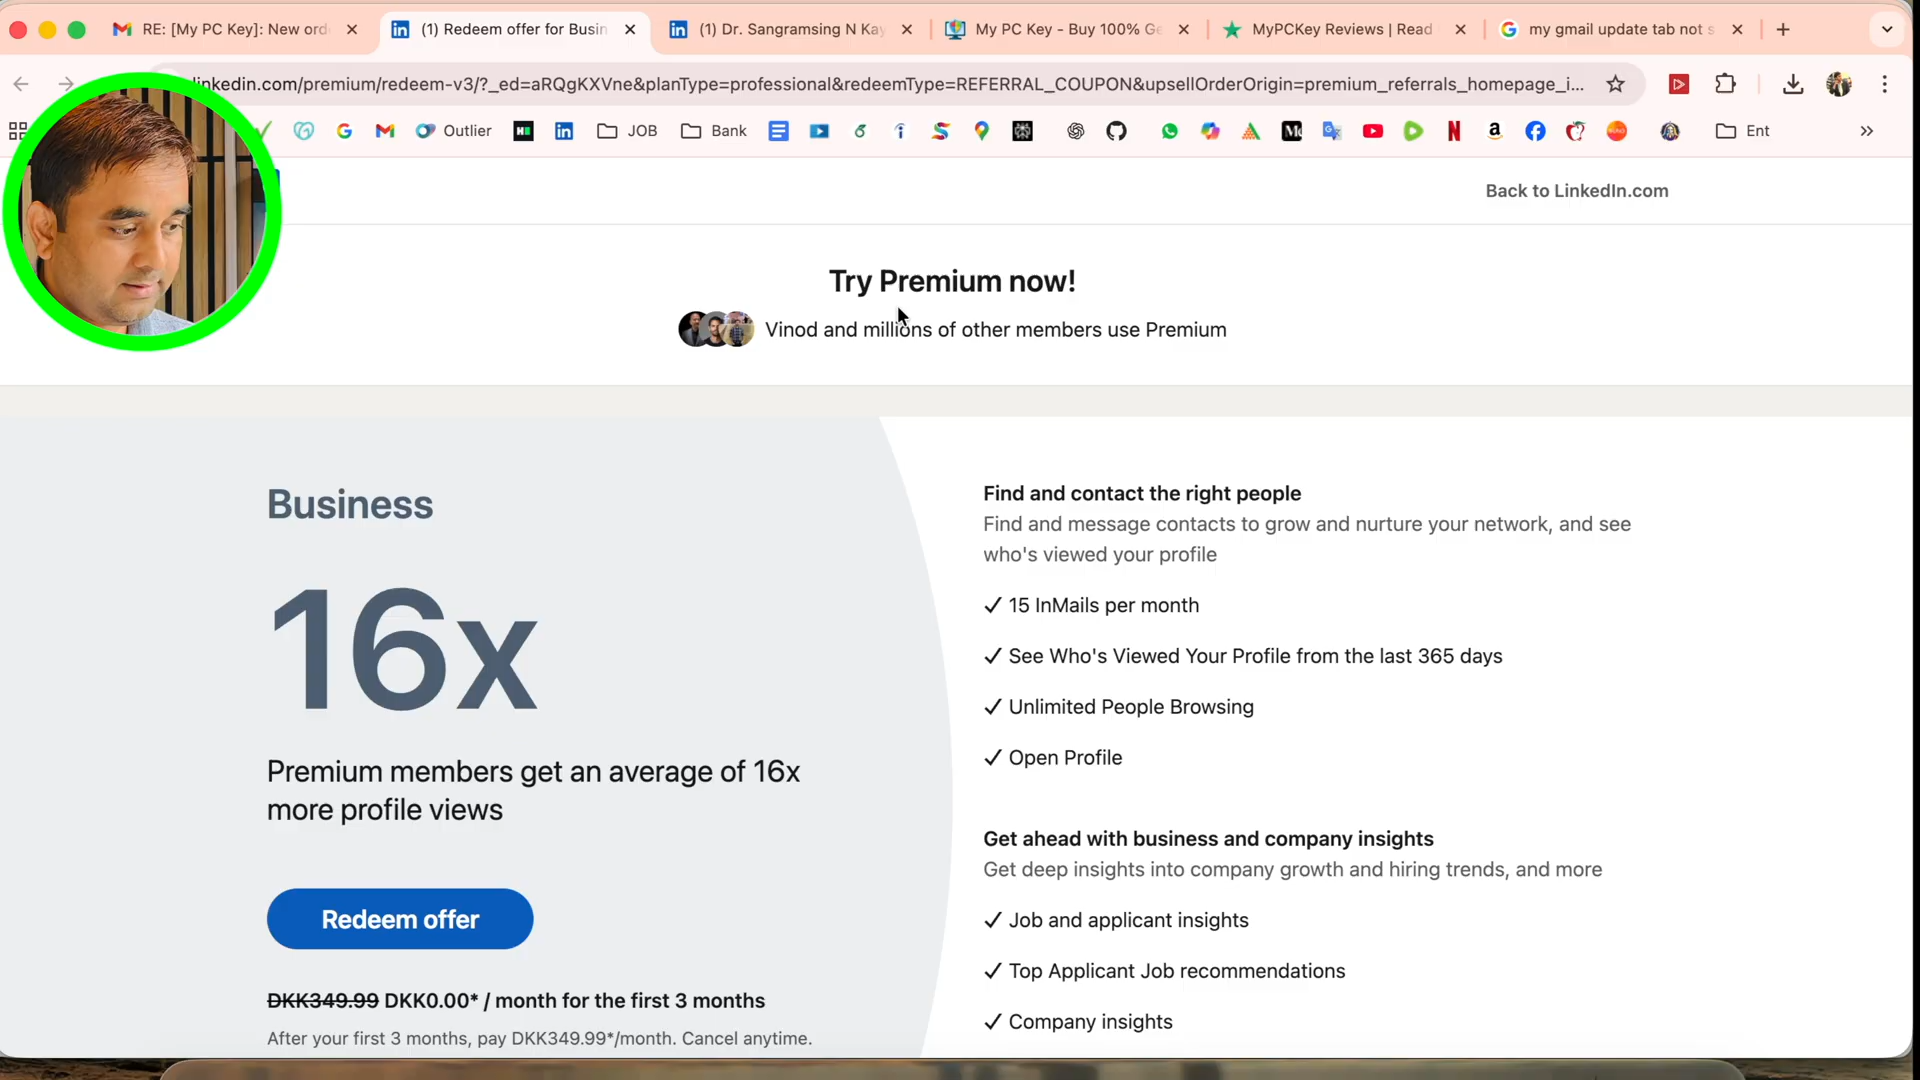 RE: [My PC Key]: New ord
(1) Redeem offer for Busin
(1) Dr. Sangramsing N Kay
My PC Key - Buy 100% Ge
MyPCKey Reviews | Read
my gmail update tab not s
linkedin.com/premium/redeem-v3/?_ed=aRQgKXVne&planType=professional&redeemType=REFERRAL_COUPON&upsellOrderOrigin=premium_referrals_homepage_i...
Outlier
JOB
Bank
Ent
Back to LinkedIn.com
Try Premium now!
Vinod and millions of other members use Premium
Business
16x
Premium members get an average of 16x
more profile views
Redeem offer
DKK349.99 DKK0.00* / month for the first 3 months
After your first 3 months, pay DKK349.99*/month. Cancel anytime.
Find and contact the right people
Find and message contacts to grow and nurture your network, and see
who's viewed your profile
✓ 15 InMails per month
✓ See Who's Viewed Your Profile from the last 365 days
✓ Unlimited People Browsing
✓ Open Profile
Get ahead with business and company insights
Get deep insights into company growth and hiring trends, and more
✓ Job and applicant insights
✓ Top Applicant Job recommendations
✓ Company insights